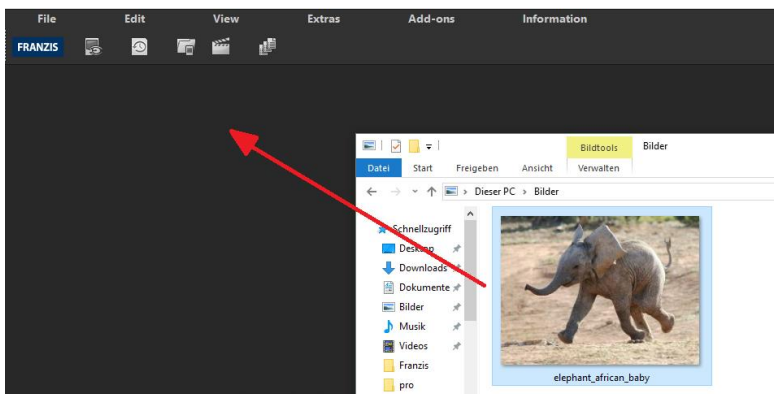 File Edit View Extras Add-ons Information
FRANZIS
Bildtools Bilder
Datei Start Freigeben Ansicht Verwalten
Dieser PC › Bilder
Schnellzugriff
Desktop
Downloads
Dokumente
Bilder
Musik
Videos
Franzis
pro
elephant_african_baby